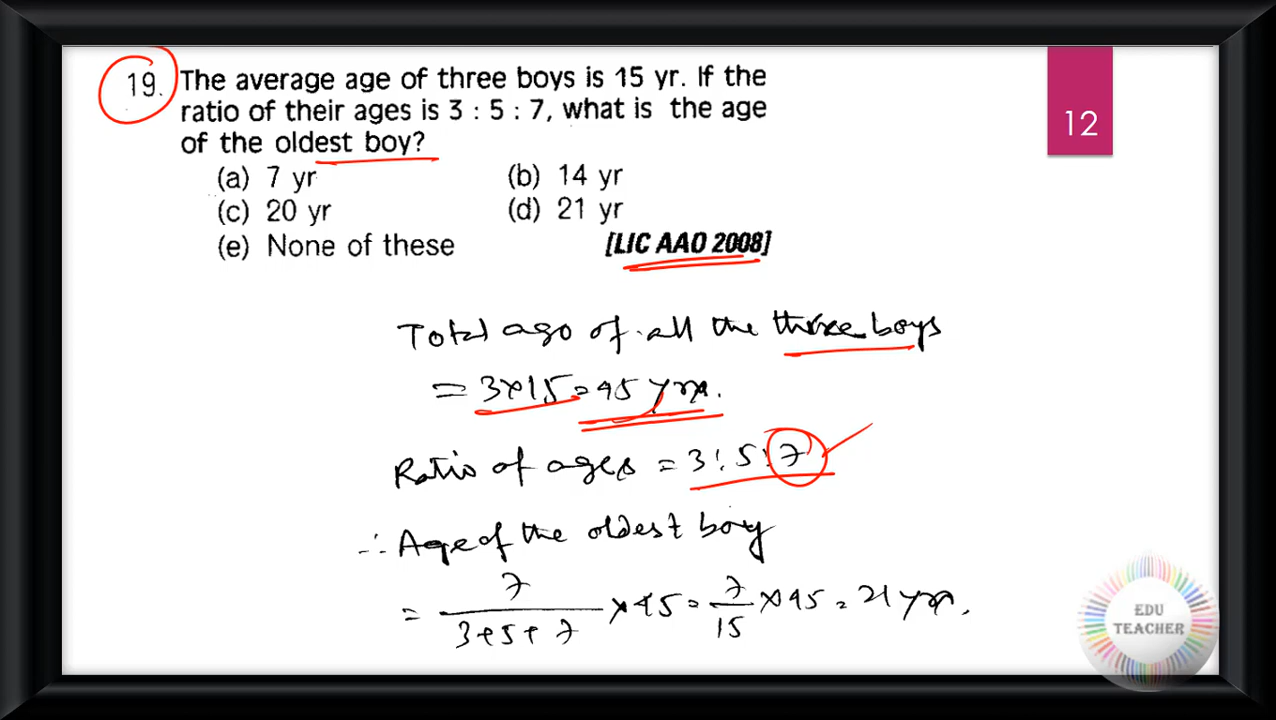 19. The average age of three boys is 15 yr. If the
ratio of their ages is 3 : 5 : 7, what is the age
of the oldest boy?
(a) 7 yr (b) 14 yr
(c) 20 yr (d) 21 yr
(e) None of these [LIC AAO 2008]
12
Total age of all the three boys
= 3×15 = 45 yrs.
Ratio of ages = 3:5:7
∴ Age of the oldest boy
= 7/(3+5+7) × 45 = 7/15 × 45 = 21 yrs.
EDU
TEACHER